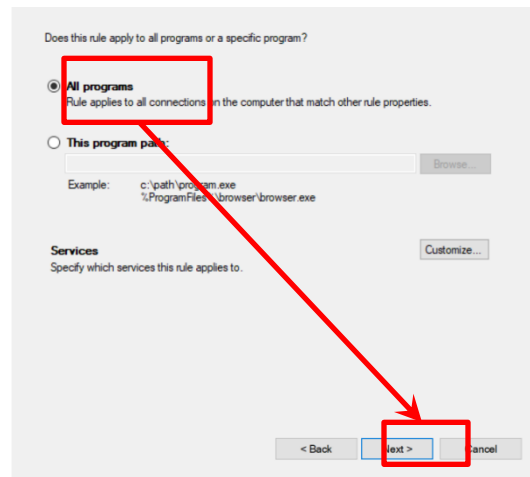 Does this rule apply to all programs or a specific program?
All programs
Rule applies to all connections on the computer that match other rule properties.
This program path:
Browse...
Example: c:\path\program.exe
%ProgramFiles%\browser\browser.exe
Services
Customize...
Specify which services this rule applies to.
< Back Next > Cancel